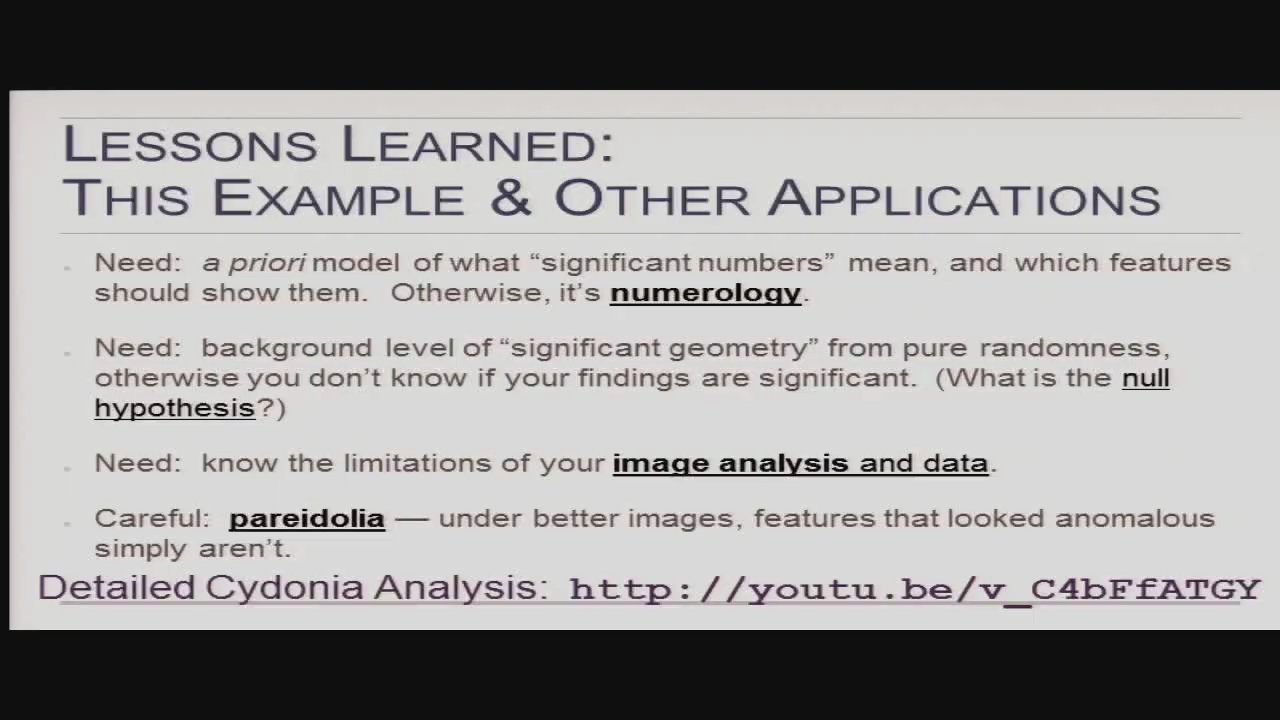 LESSONS LEARNED:
THIS EXAMPLE & OTHER APPLICATIONS
Need: a priori model of what “significant numbers” mean, and which features
should show them. Otherwise, it’s numerology.
Need: background level of “significant geometry” from pure randomness,
otherwise you don’t know if your findings are significant. (What is the null
hypothesis?)
Need: know the limitations of your image analysis and data.
Careful: pareidolia — under better images, features that looked anomalous
simply aren’t.
Detailed Cydonia Analysis: http://youtu.be/v_C4bFfATGY